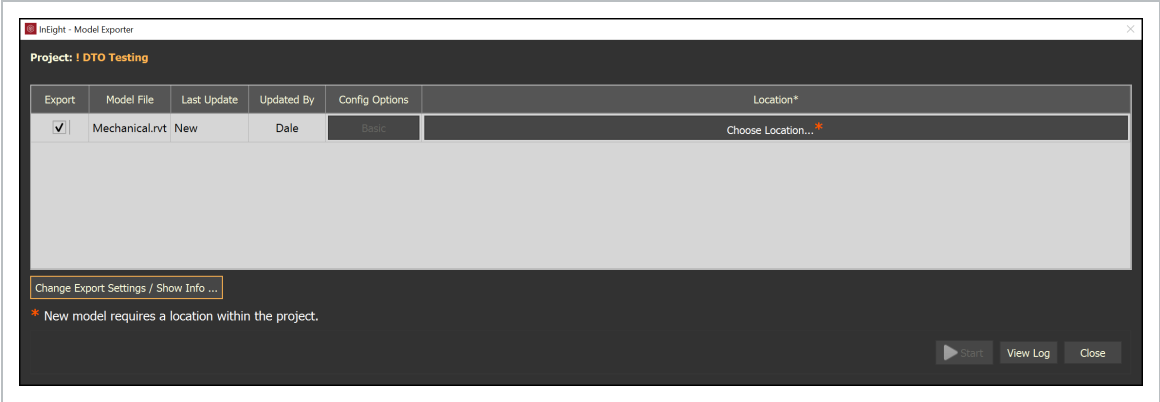 InEight - Model Exporter
Project: ! DTO Testing
Export Model File Last Update Updated By Config Options Location*
Mechanical.rvt New Dale Basic Choose Location...*
Change Export Settings / Show Info ...
* New model requires a location within the project.
Start View Log Close